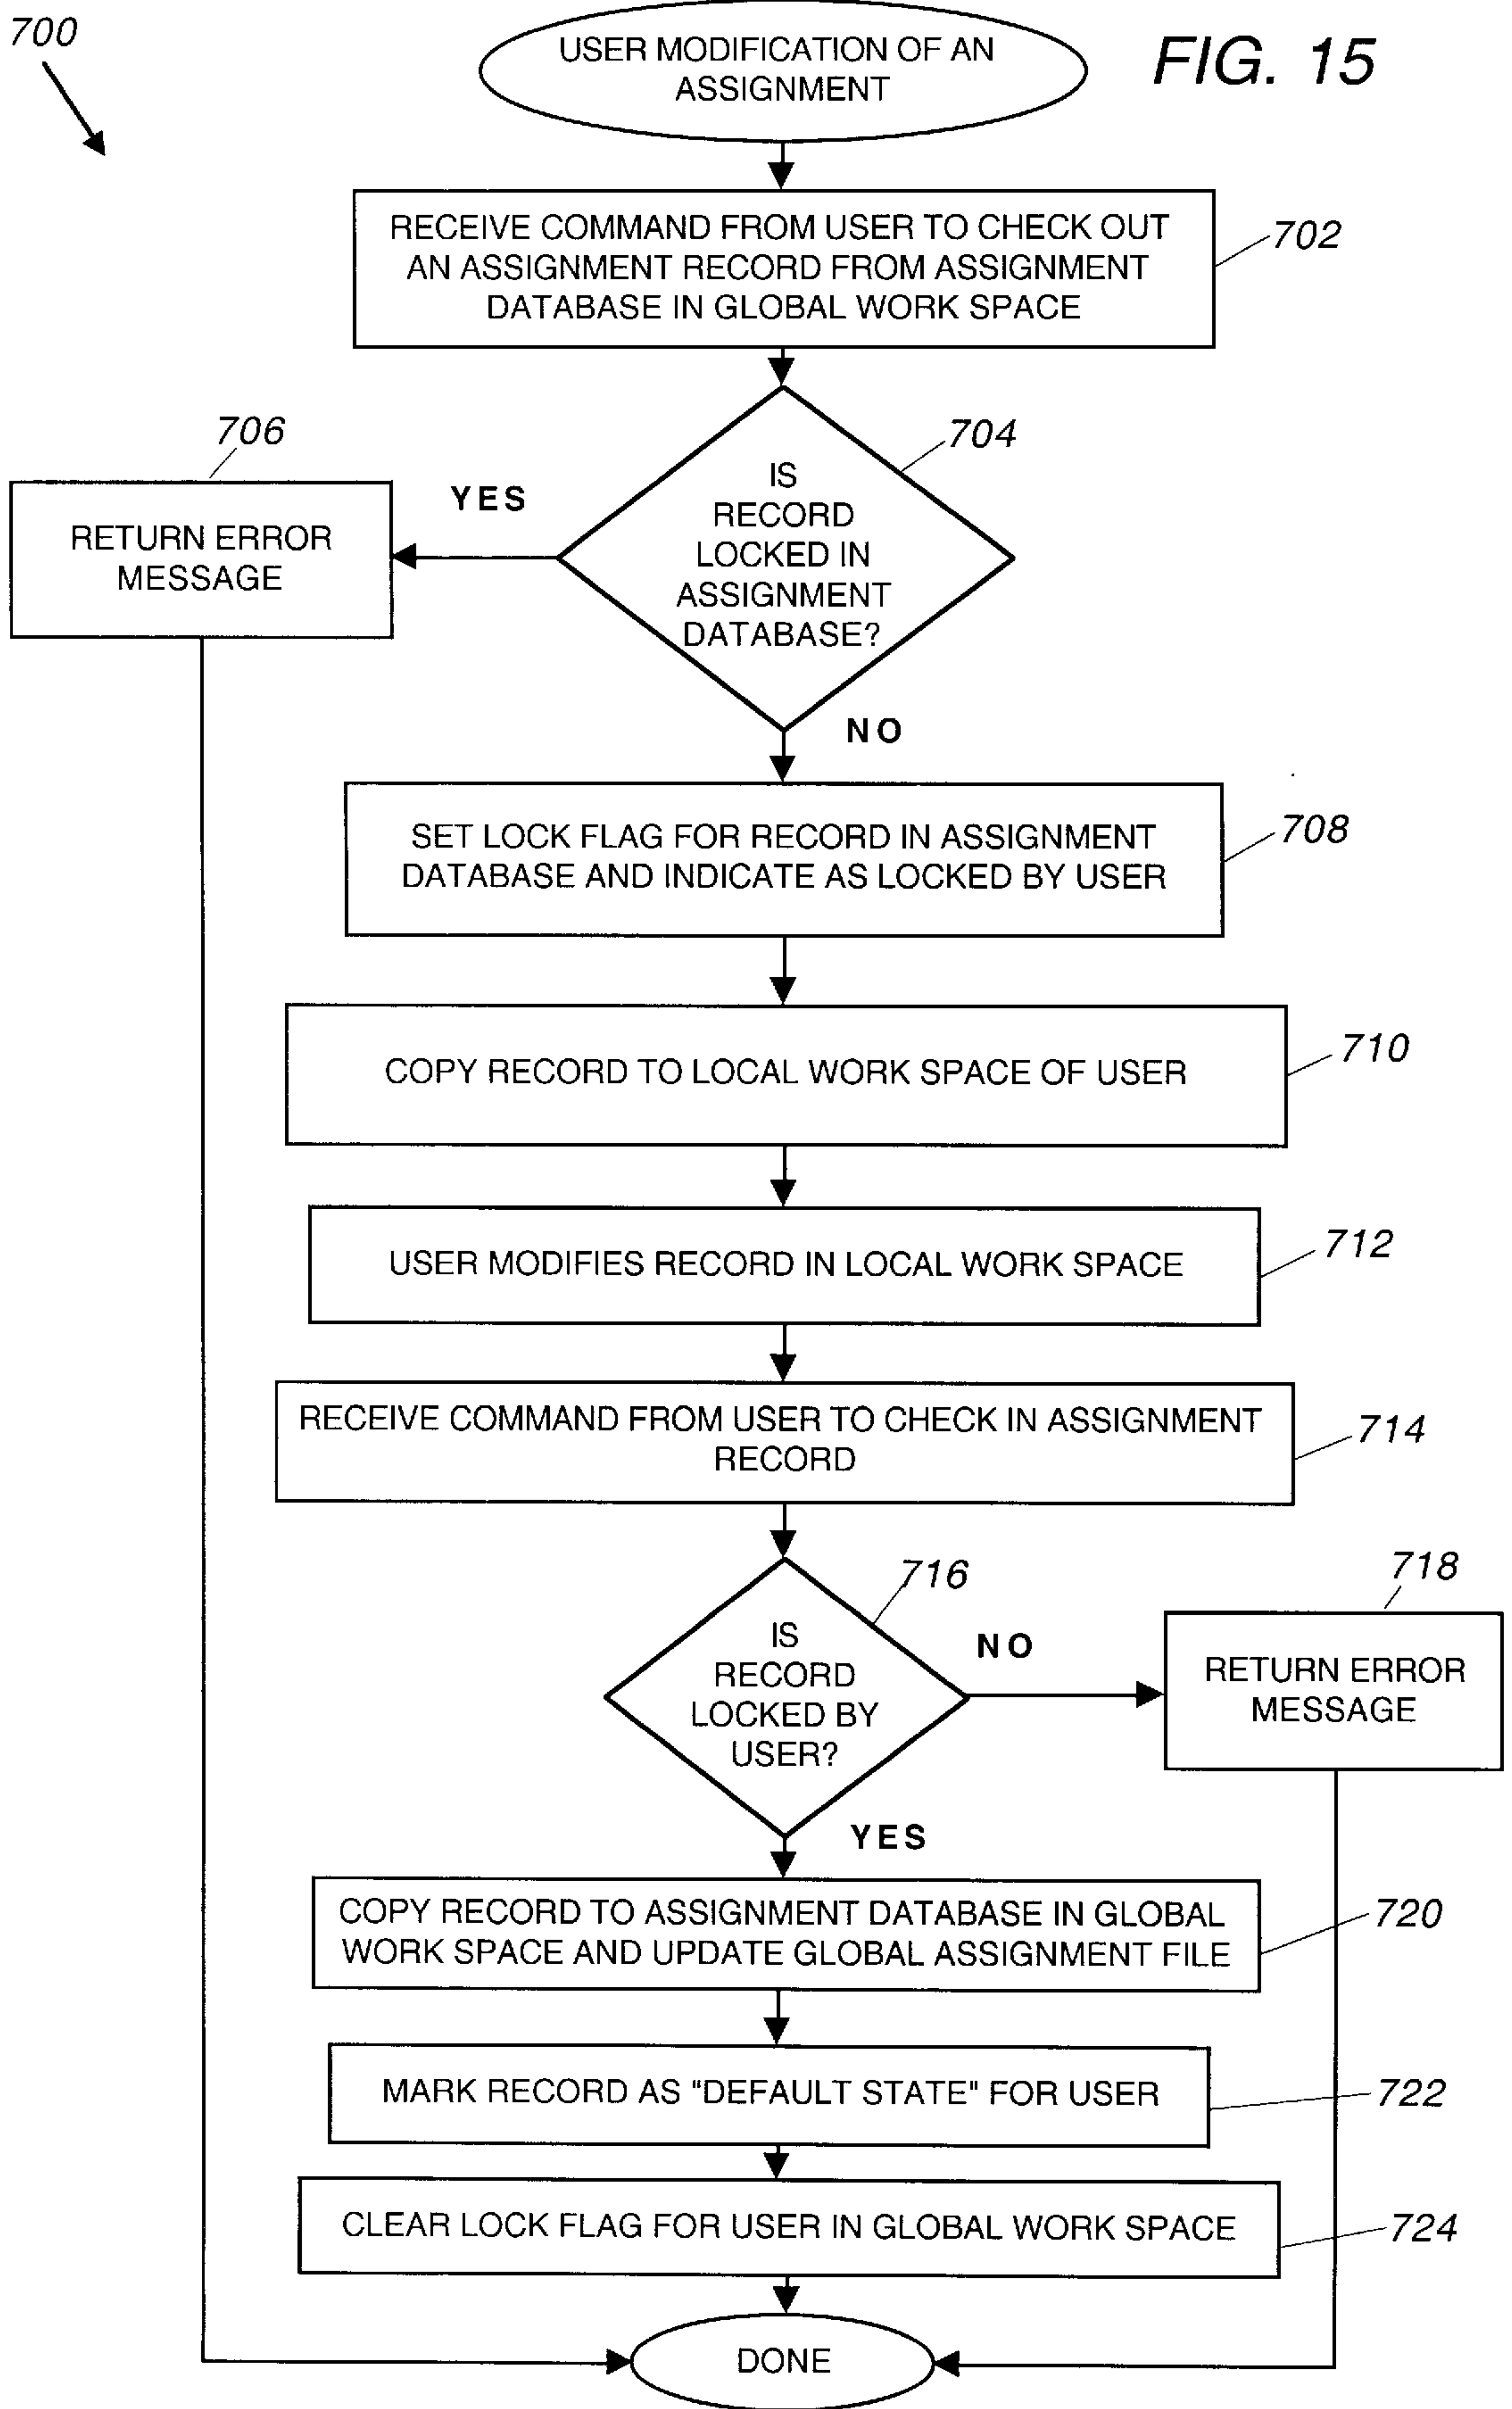 700
USER MODIFICATION OF AN
ASSIGNMENT
FIG. 15
RECEIVE COMMAND FROM USER TO CHECK OUT
AN ASSIGNMENT RECORD FROM ASSIGNMENT
DATABASE IN GLOBAL WORK SPACE
702
706
704
YES
IS
RECORD
LOCKED IN
ASSIGNMENT
DATABASE?
RETURN ERROR
MESSAGE
NO
SET LOCK FLAG FOR RECORD IN ASSIGNMENT
DATABASE AND INDICATE AS LOCKED BY USER
708
COPY RECORD TO LOCAL WORK SPACE OF USER
710
USER MODIFIES RECORD IN LOCAL WORK SPACE
712
RECEIVE COMMAND FROM USER TO CHECK IN ASSIGNMENT
RECORD
714
716
718
IS
RECORD
LOCKED BY
USER?
NO
RETURN ERROR
MESSAGE
YES
COPY RECORD TO ASSIGNMENT DATABASE IN GLOBAL
WORK SPACE AND UPDATE GLOBAL ASSIGNMENT FILE
720
MARK RECORD AS "DEFAULT STATE" FOR USER
722
CLEAR LOCK FLAG FOR USER IN GLOBAL WORK SPACE
724
DONE